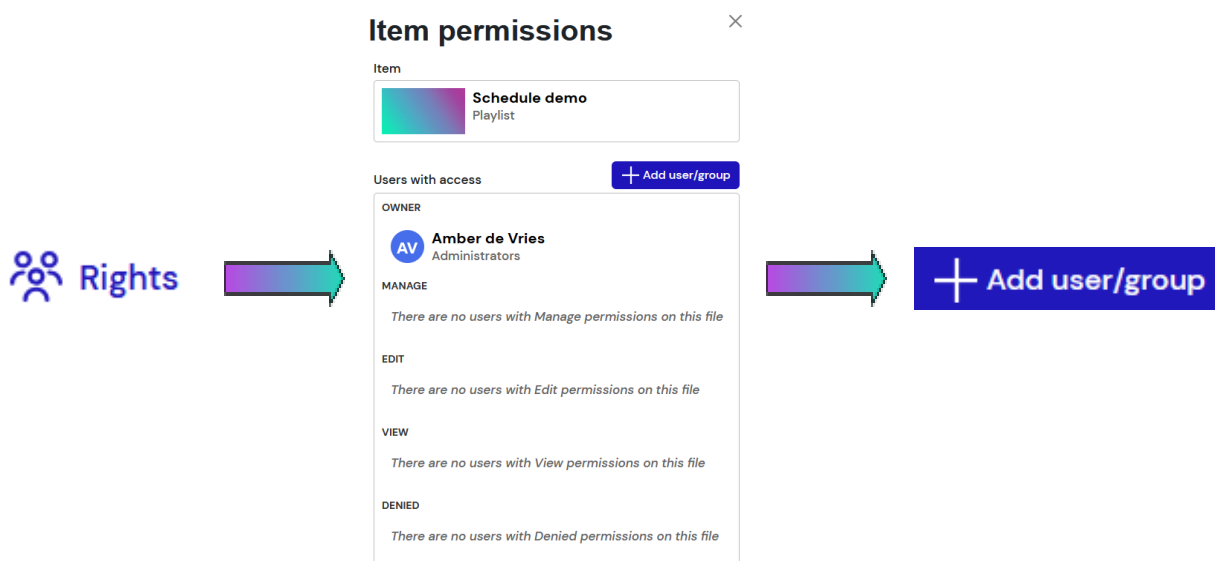 Rights
Item permissions
Item
Schedule demo
Playlist
Users with access
Add user/group
OWNER
AV
Amber de Vries
Administrators
MANAGE
There are no users with Manage permissions on this file
EDIT
There are no users with Edit permissions on this file
VIEW
There are no users with View permissions on this file
DENIED
There are no users with Denied permissions on this file
Add user/group